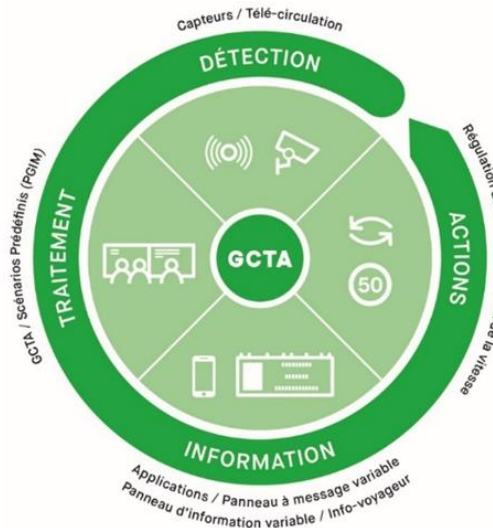 Capteurs / Télé-circulation
DÉTECTION
Régulation
ACTIONS
de la vitesse
GCTA / Scénarios Prédéfinis (PGIM)
TRAITEMENT
GCTA
50
INFORMATION
Applications / Panneau à message variable
Panneau d'information variable / Info-voyageur